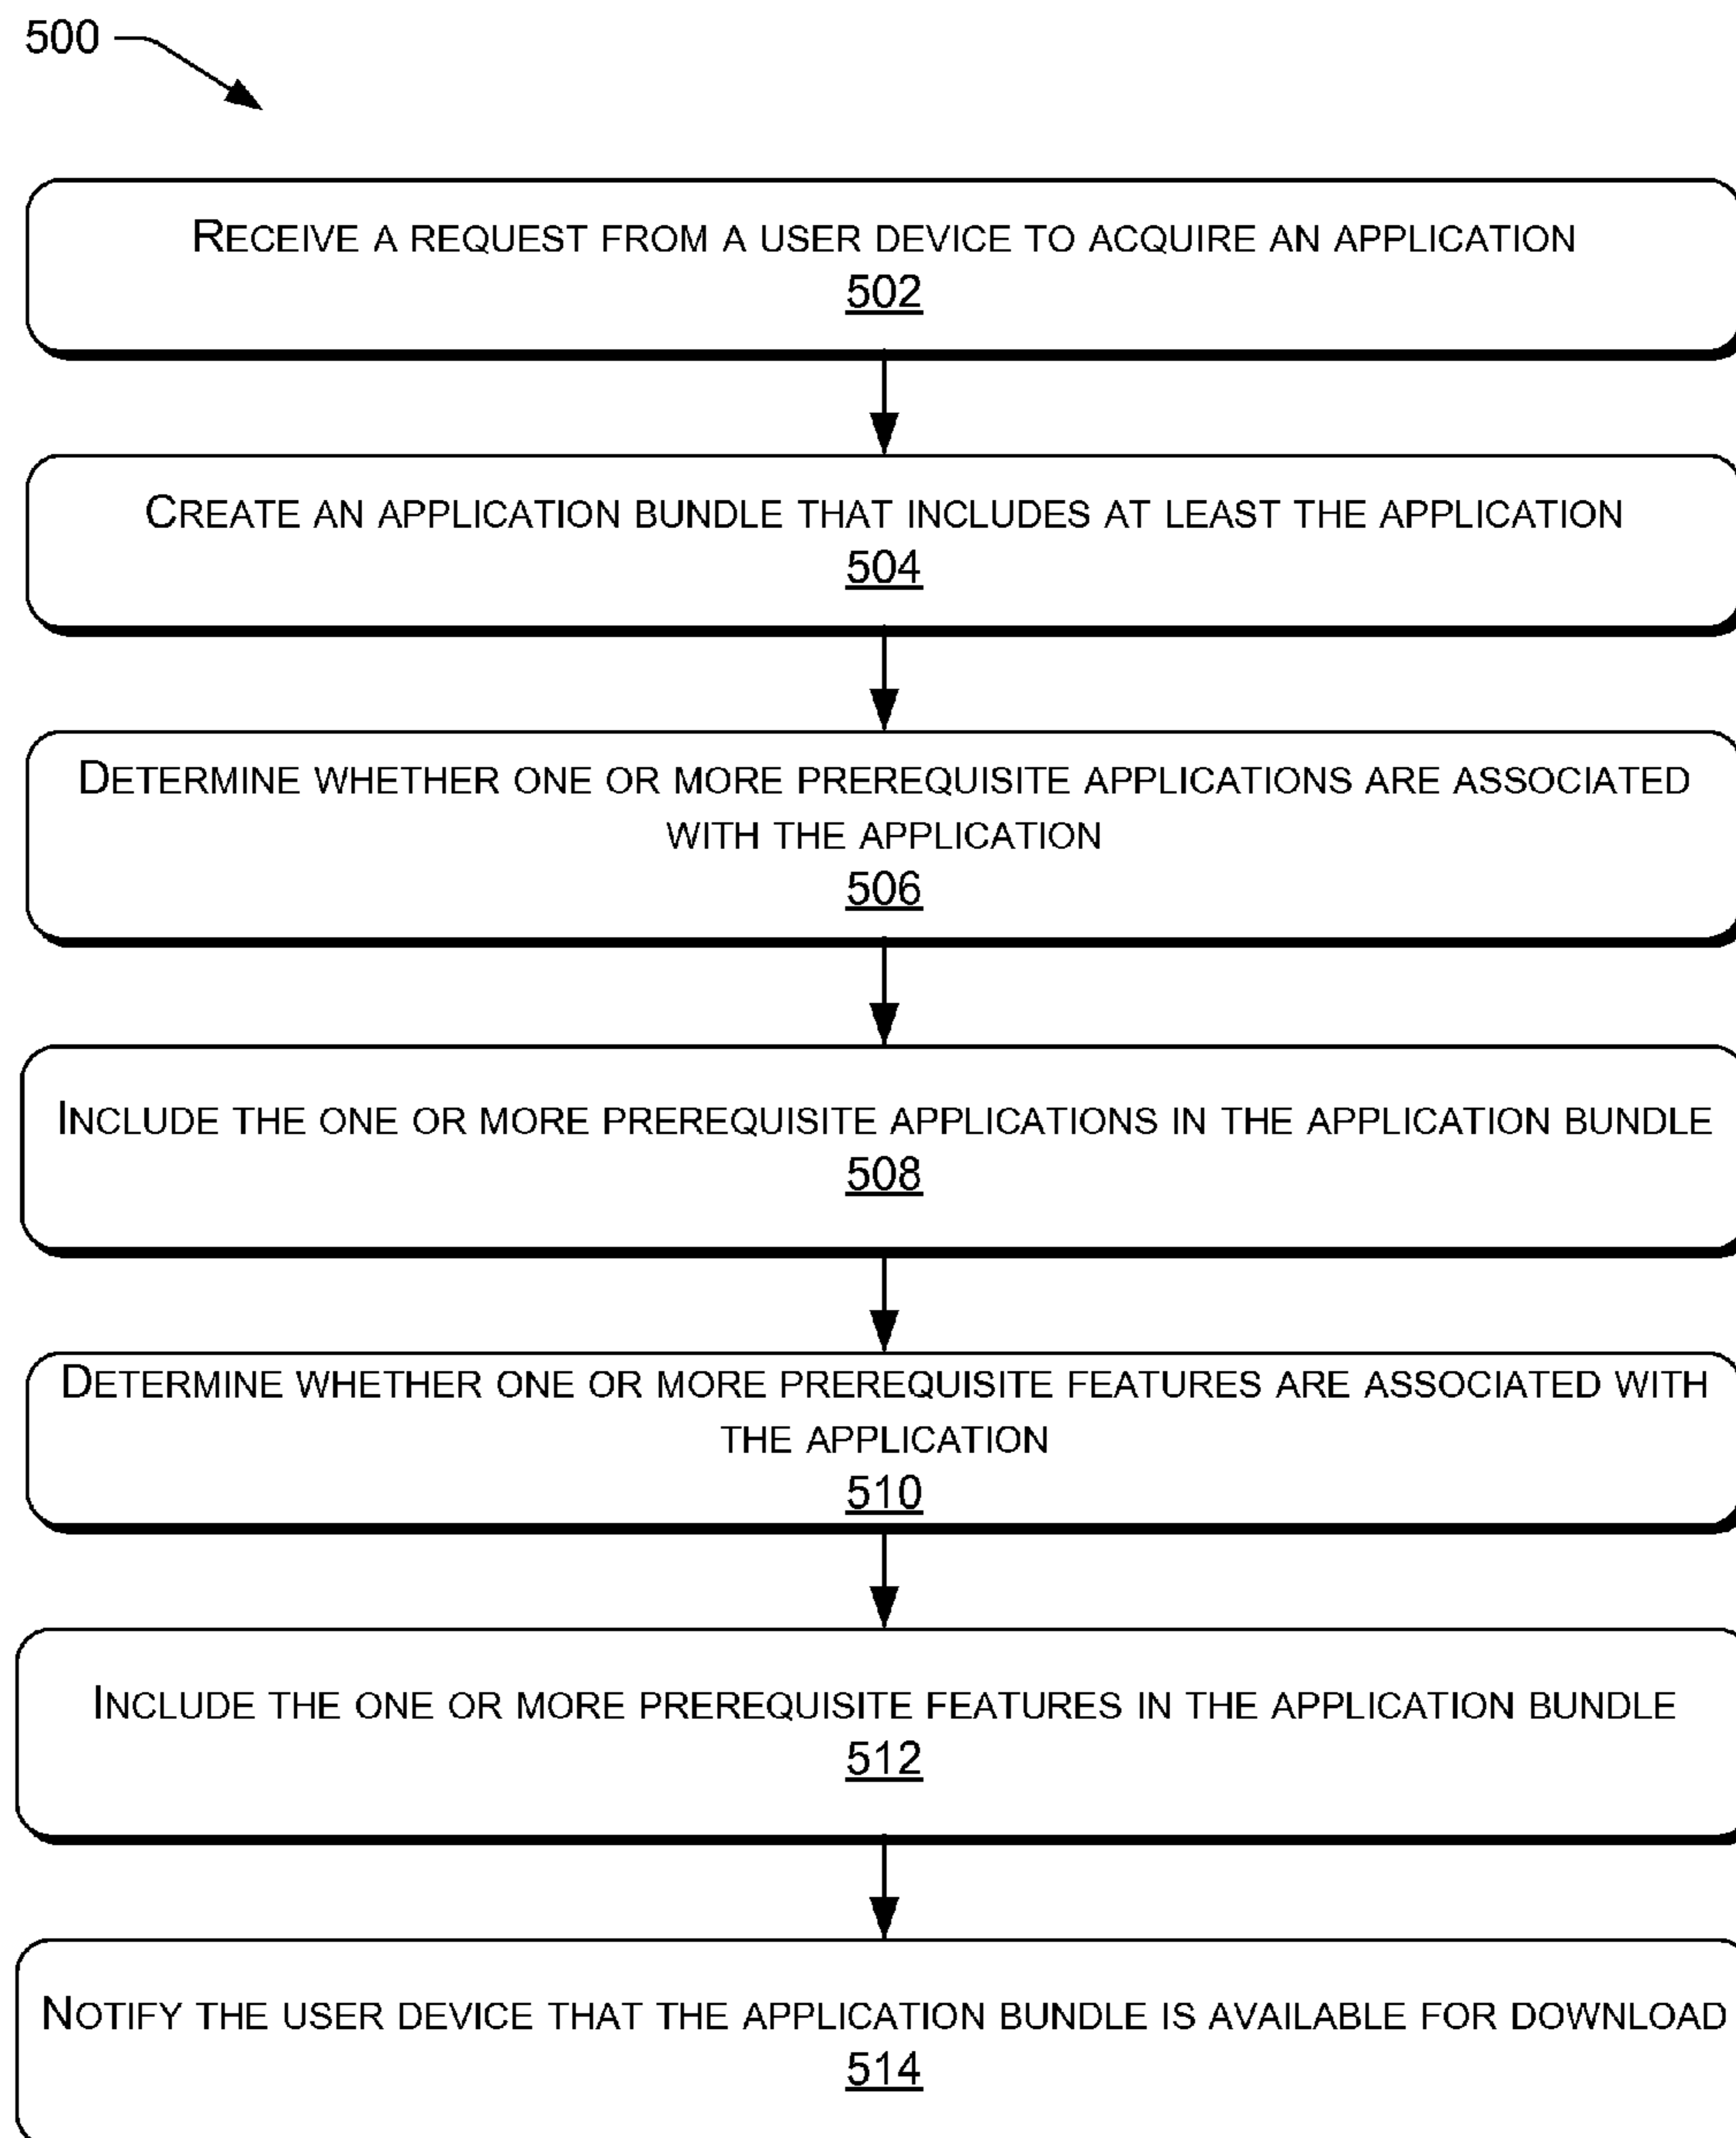 500
RECEIVE A REQUEST FROM A USER DEVICE TO ACQUIRE AN APPLICATION
502
CREATE AN APPLICATION BUNDLE THAT INCLUDES AT LEAST THE APPLICATION
504
DETERMINE WHETHER ONE OR MORE PREREQUISITE APPLICATIONS ARE ASSOCIATED
WITH THE APPLICATION
506
INCLUDE THE ONE OR MORE PREREQUISITE APPLICATIONS IN THE APPLICATION BUNDLE
508
DETERMINE WHETHER ONE OR MORE PREREQUISITE FEATURES ARE ASSOCIATED WITH
THE APPLICATION
510
INCLUDE THE ONE OR MORE PREREQUISITE FEATURES IN THE APPLICATION BUNDLE
512
NOTIFY THE USER DEVICE THAT THE APPLICATION BUNDLE IS AVAILABLE FOR DOWNLOAD
514